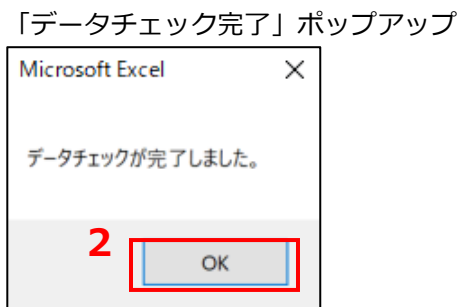 「データチェック完了」ポップアップ
Microsoft Excel
データチェックが完了しました。
2
OK